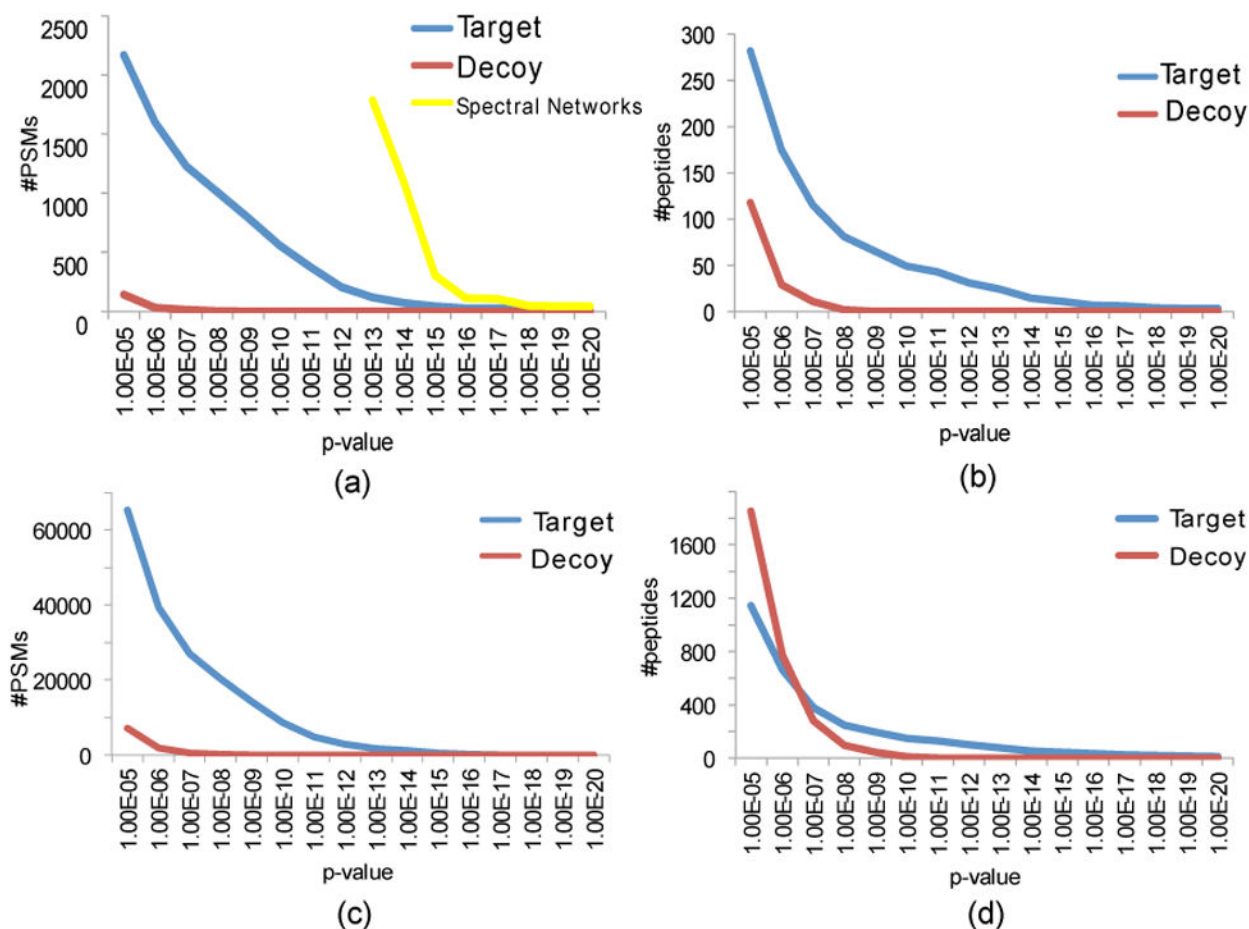 2500
2000
1500
1000
500
0
#PSMs
Target
Decoy
Spectral Networks
1.00E-05
1.00E-06
1.00E-07
1.00E-08
1.00E-09
1.00E-10
1.00E-11
1.00E-12
1.00E-13
1.00E-14
1.00E-15
1.00E-16
1.00E-17
1.00E-18
1.00E-19
1.00E-20
p-value
(a)
300
250
200
150
100
50
0
#peptides
Target
Decoy
1.00E-05
1.00E-06
1.00E-07
1.00E-08
1.00E-09
1.00E-10
1.00E-11
1.00E-12
1.00E-13
1.00E-14
1.00E-15
1.00E-16
1.00E-17
1.00E-18
1.00E-19
1.00E-20
p-value
(b)
60000
40000
20000
0
#PSMs
Target
Decoy
1.00E-05
1.00E-06
1.00E-07
1.00E-08
1.00E-09
1.00E-10
1.00E-11
1.00E-12
1.00E-13
1.00E-14
1.00E-15
1.00E-16
1.00E-17
1.00E-18
1.00E-19
1.00E-20
p-value
(c)
1600
1200
800
400
0
#peptides
Target
Decoy
1.00E-05
1.00E-06
1.00E-07
1.00E-08
1.00E-09
1.00E-10
1.00E-11
1.00E-12
1.00E-13
1.00E-14
1.00E-15
1.00E-16
1.00E-17
1.00E-18
1.00E-19
1.00E-20
p-value
(d)